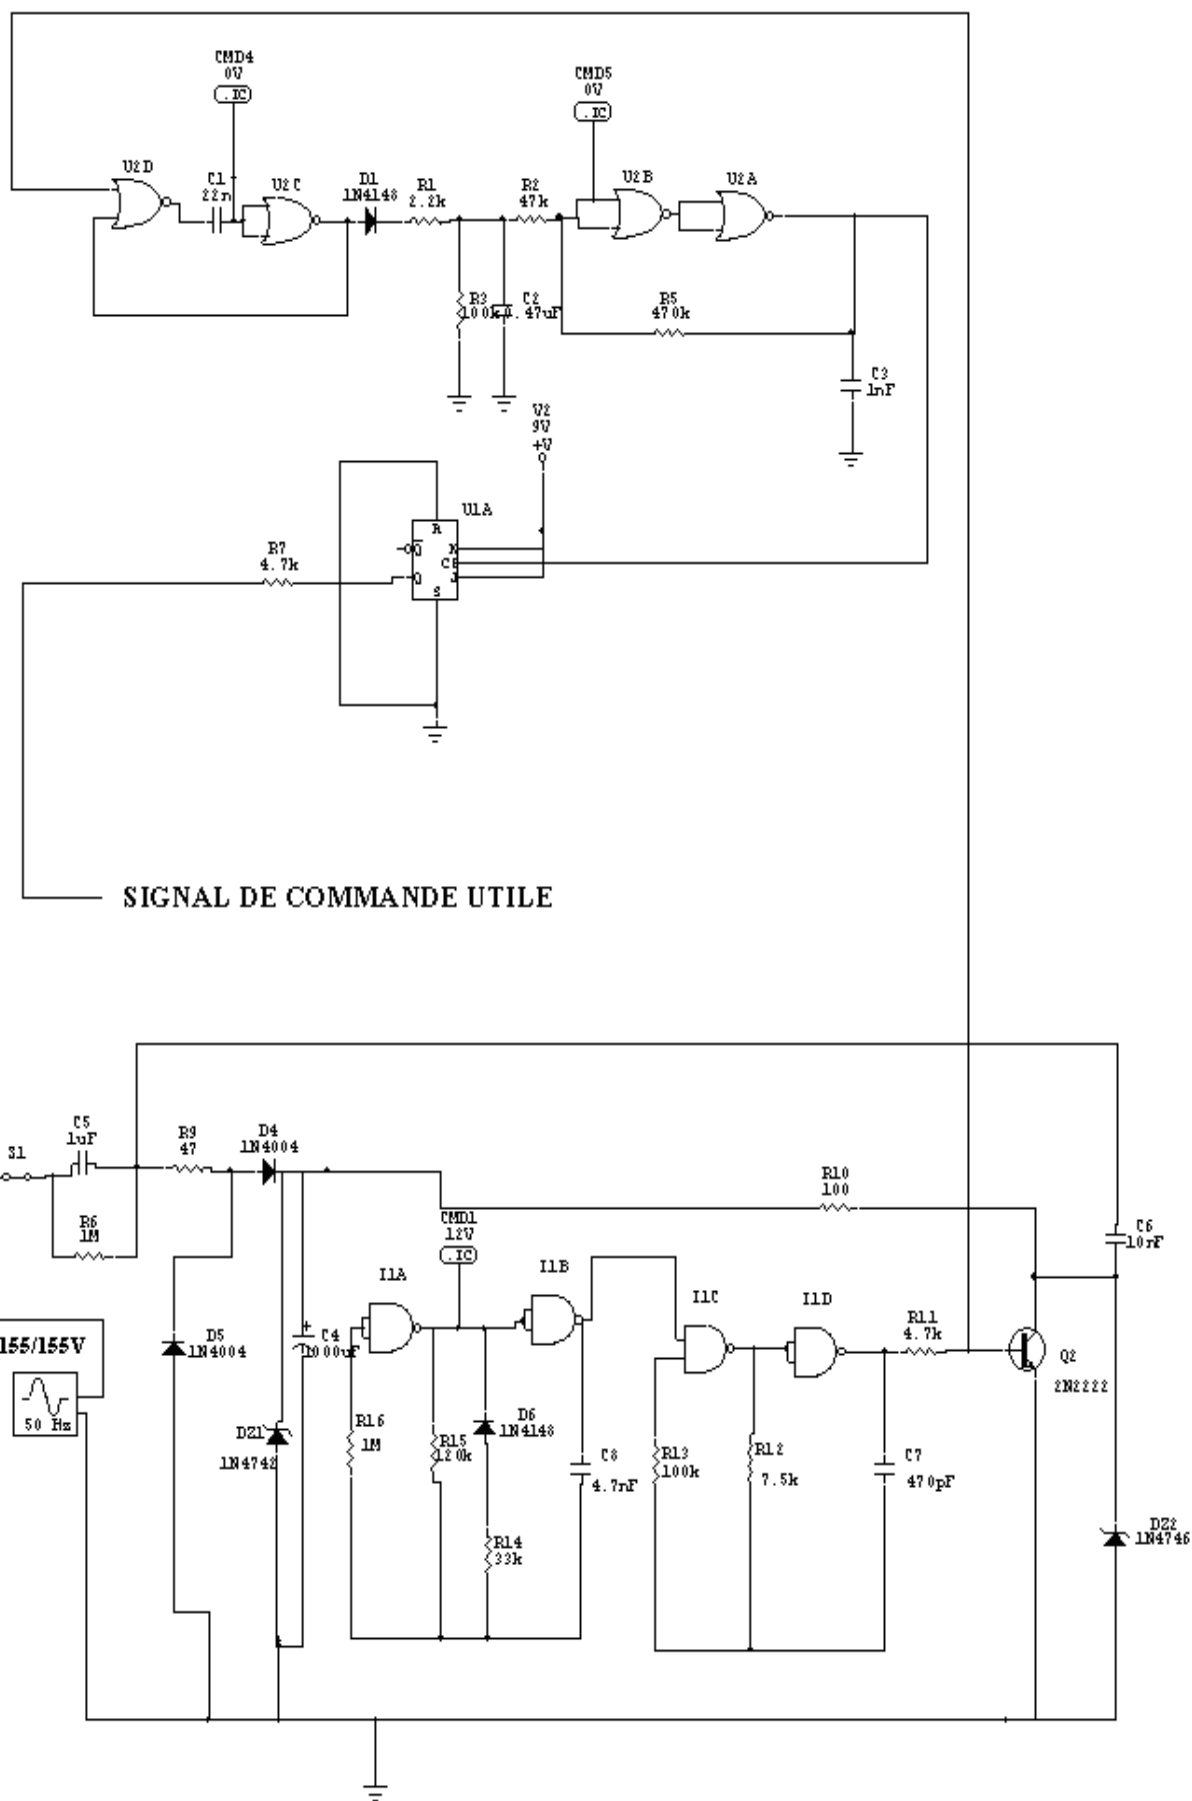 CMD4
0V
.IC
CMD5
0V
.IC
U2D
C1
22n
U2C
D1
1N4148
R1
2.2k
R2
47k
U2B
U2A
R3
100k
C2
.47uF
R5
470k
C3
1nF
V2
9V
+V
U1A
R
Q
K
CP
Q
J
S
R7
4.7k
SIGNAL DE COMMANDE UTILE
S1
C5
1uF
R9
47
D4
1N4004
R6
1M
R10
100
C6
10nF
CMD1
12V
.IC
I1A
I1B
I1C
I1D
R11
4.7k
Q2
2N2222
155/155V
50 Hz
D5
1N4004
C4
1000uF
DZ1
1N4742
R16
1M
R15
120k
D6
1N4148
C8
4.7nF
R14
33k
R13
100k
R12
7.5k
C7
470pF
DZ2
1N4746